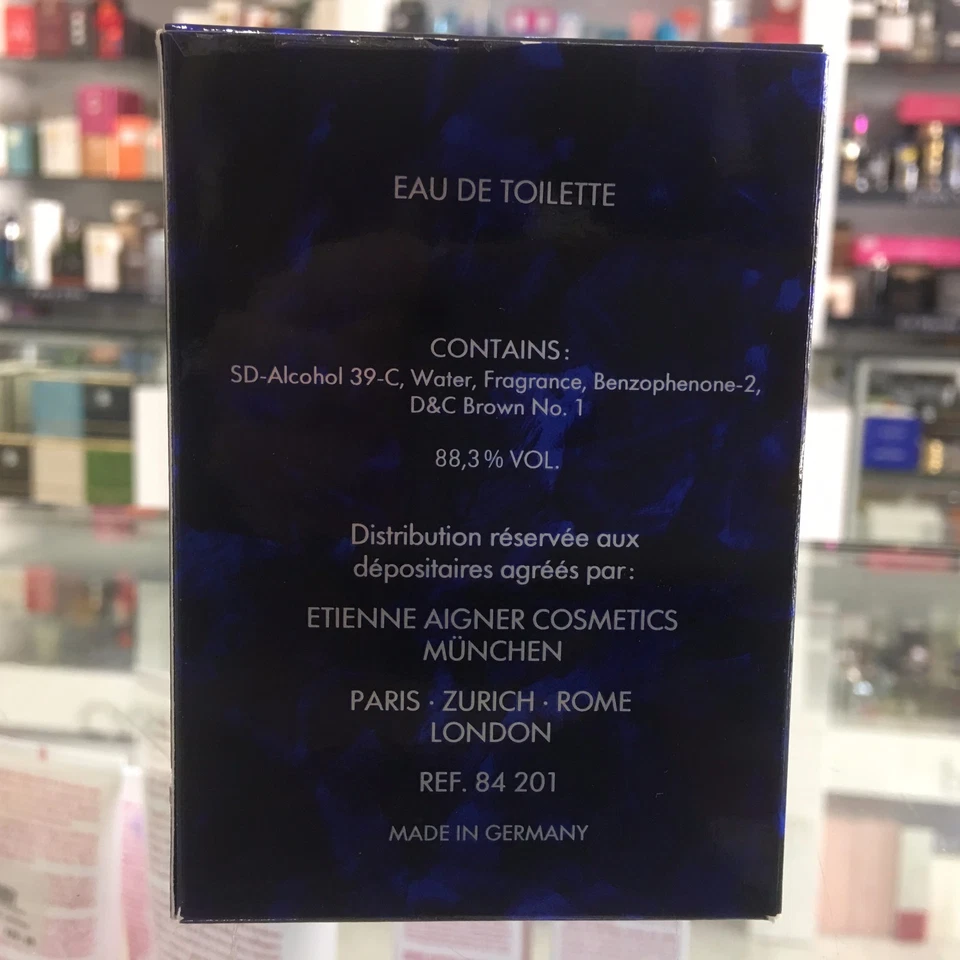 EAU DE TOILETTE
CONTAINS:
SD-Alcohol 39-C, Water, Fragrance, Benzophenone-2,
D&C Brown No. 1
88,3% VOL.
Distribution réservée aux
dépositaires agréés par:
ETIENNE AIGNER COSMETICS
MÜNCHEN
PARIS · ZURICH · ROME
LONDON
REF. 84 201
MADE IN GERMANY